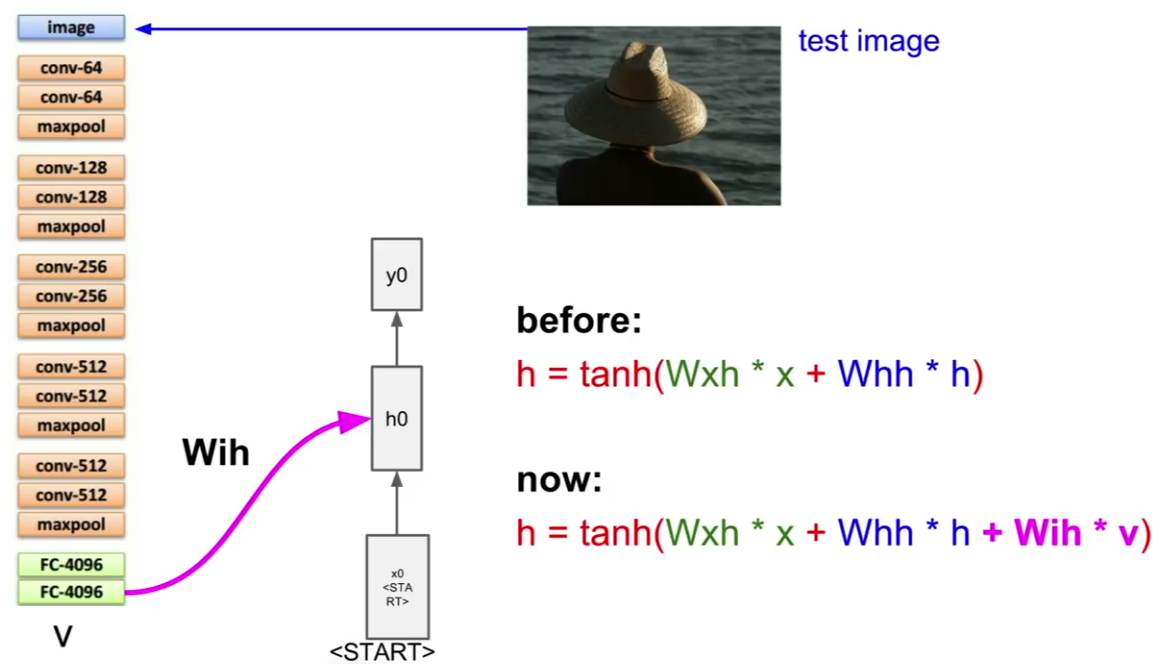 image
conv-64
conv-64
maxpool
conv-128
conv-128
maxpool
conv-256
conv-256
maxpool
conv-512
conv-512
maxpool
conv-512
conv-512
maxpool
FC-4096
FC-4096
V
Wih
y0
h0
x0
<STA
RT>
<START>
test image
before:
h = tanh(Wxh * x + Whh * h)
now:
h = tanh(Wxh * x + Whh * h + Wih * v)